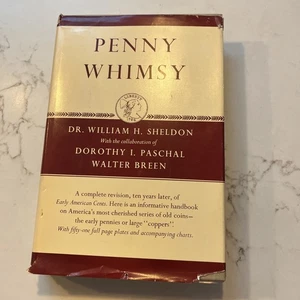 PENNY
WHIMSY
DR. WILLIAM H. SHELDON
With the collaboration of
DOROTHY I. PASCHAL
WALTER BREEN
A complete revision, ten years later, of
Early American Cents. Here is an informative handbook
on America's most cherished series of old coins—
the early pennies or large "coppers".
With fifty-one full page plates and accompanying charts.